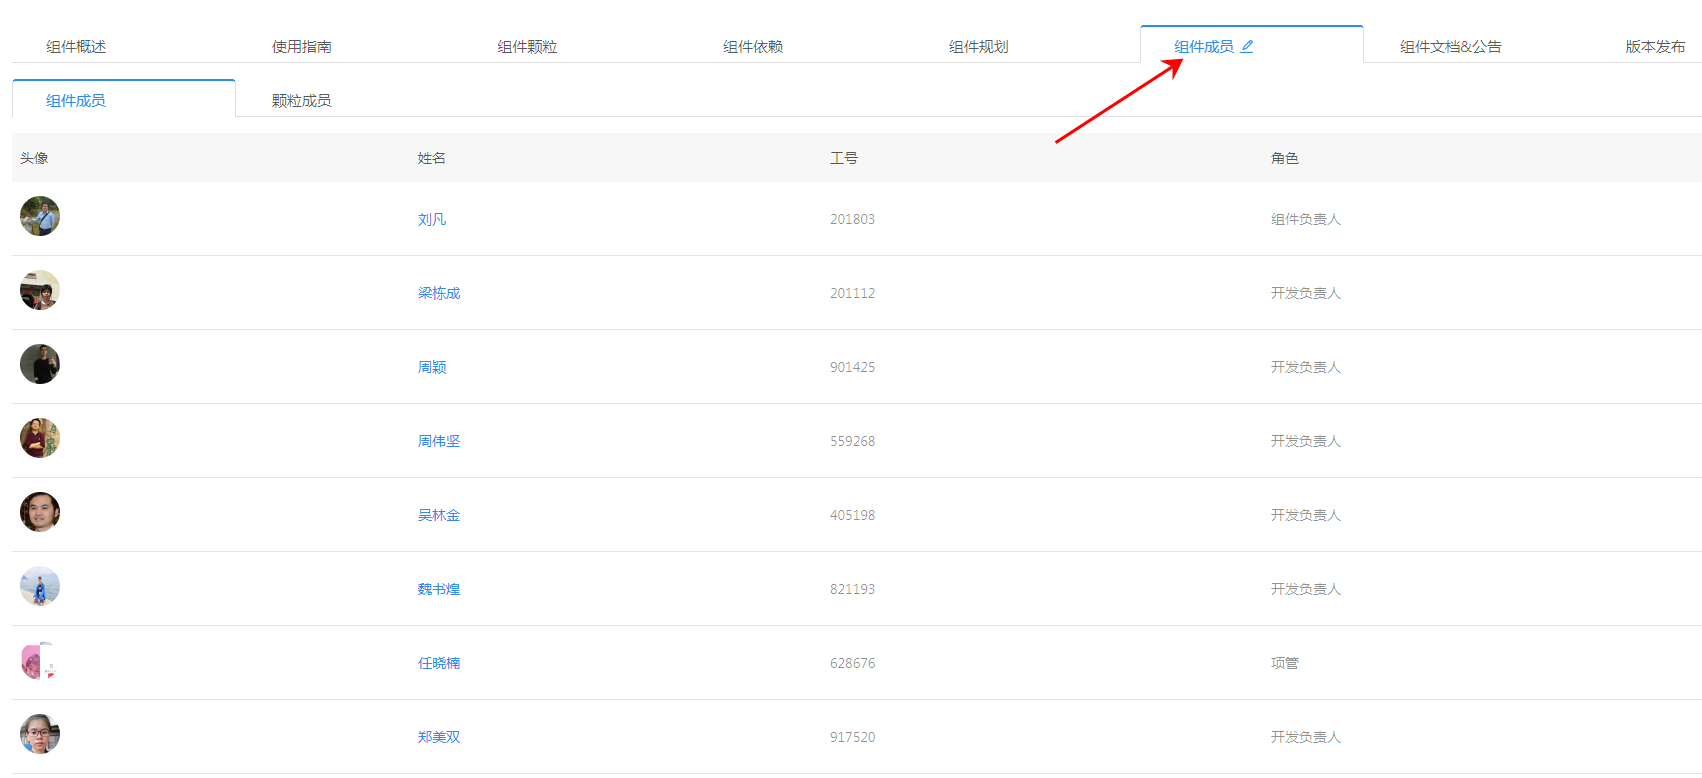 组件概述 使用指南 组件颗粒 组件依赖 组件规划 组件成员 组件文档&公告 版本发布
组件成员 颗粒成员
头像 姓名 工号 角色
刘凡 201803 组件负责人
梁栋成 201112 开发负责人
周颖 901425 开发负责人
周伟坚 559268 开发负责人
吴林金 405198 开发负责人
魏书煌 821193 开发负责人
任晓楠 628676 项管
郑美双 917520 开发负责人